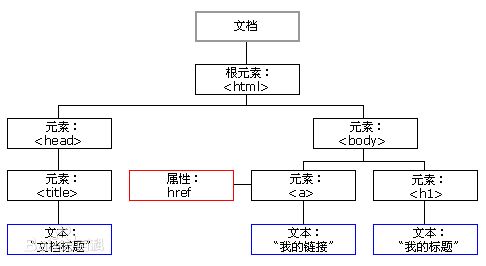 文档
根元素：
<html>
元素：
<head>
元素：
<body>
元素：
<title>
属性：
href
元素：
<a>
元素：
<h1>
文本：
“文档标题”
文本：
“我的链接”
文本：
“我的标题”